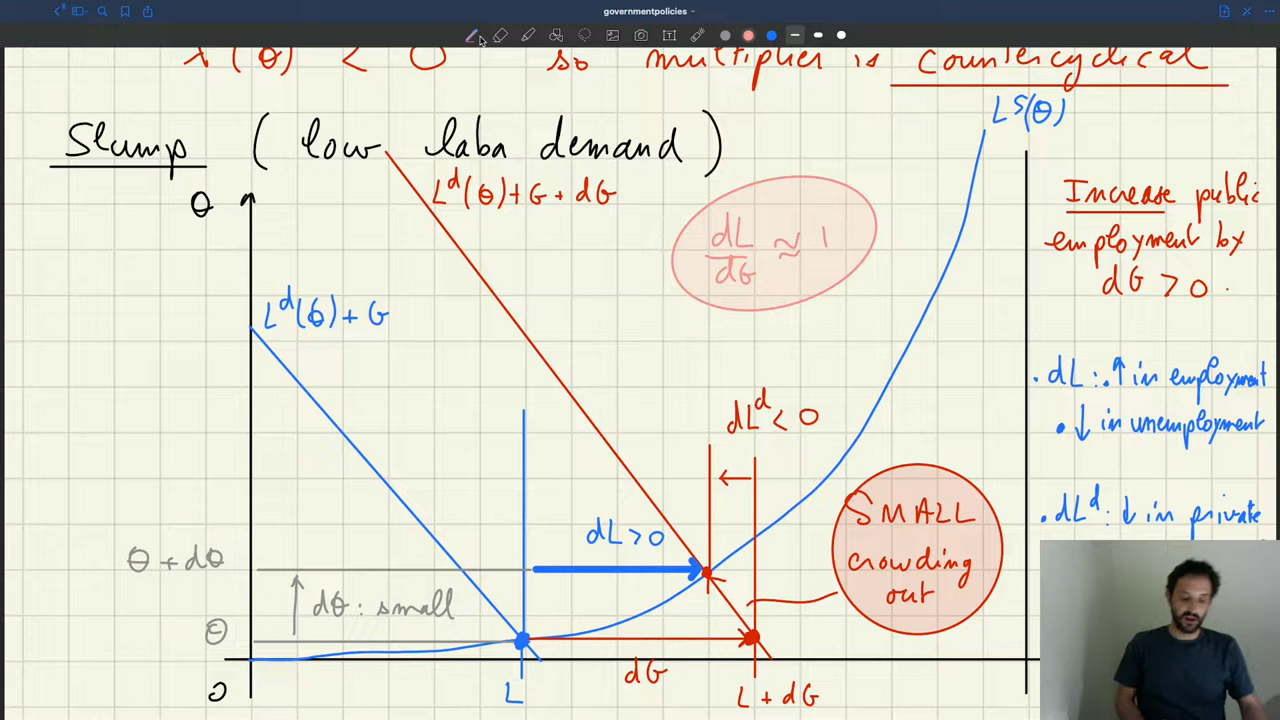 governmentpolicies
λ(θ) < 0 so multiplier is countercyclical
Slump (low labor demand)
L^S(θ)
θ
L^d(θ)+G+dG
dL/dG ≈ 1
Increase public
employment by
dG > 0.
L^d(θ)+G
• dL: ↑ in employment
• ↓ in unemployment
dL^d < 0
• dL^d: ↓ in private
SMALL
crowding
out
dL>0
θ + dθ
dθ: small
θ
0
L
dG
L + dG